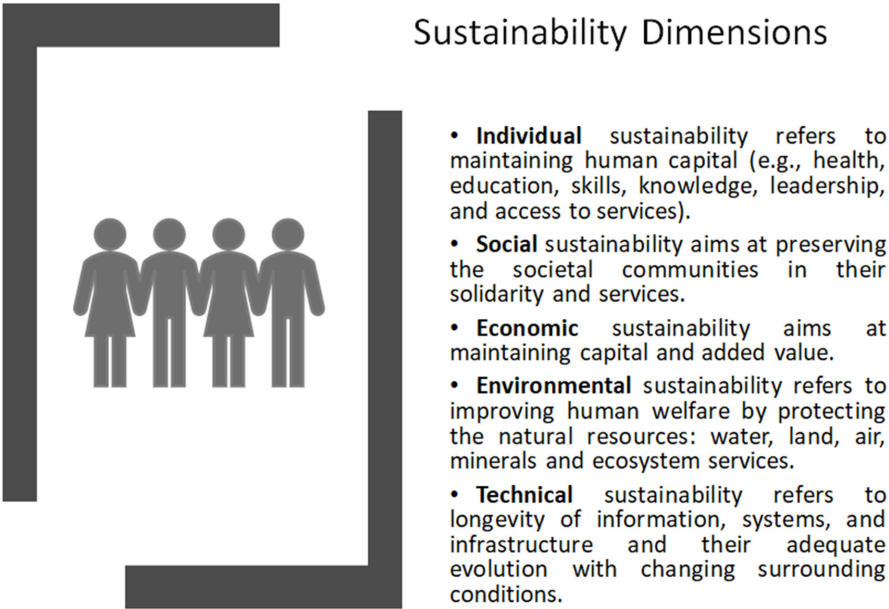 Sustainability Dimensions
• Individual sustainability refers to
maintaining human capital (e.g., health,
education, skills, knowledge, leadership,
and access to services).
• Social sustainability aims at preserving
the societal communities in their
solidarity and services.
• Economic sustainability aims at
maintaining capital and added value.
• Environmental sustainability refers to
improving human welfare by protecting
the natural resources: water, land, air,
minerals and ecosystem services.
• Technical sustainability refers to
longevity of information, systems, and
infrastructure and their adequate
evolution with changing surrounding
conditions.